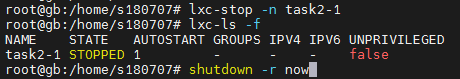 root@gb:/home/s180707# lxc-stop -n task2-1
root@gb:/home/s180707# lxc-ls -f
NAME    STATE   AUTOSTART GROUPS IPV4 IPV6 UNPRIVILEGED
task2-1 STOPPED 1         -      -    -    false
root@gb:/home/s180707# shutdown -r now